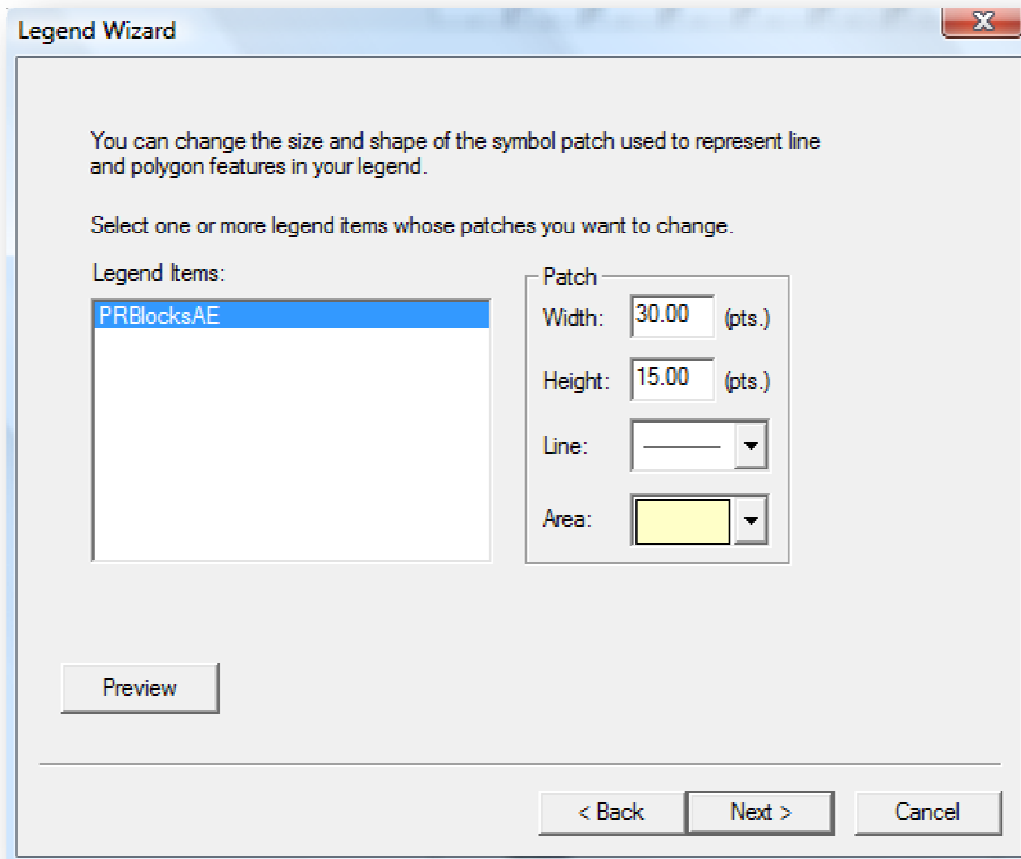 Legend Wizard
X
You can change the size and shape of the symbol patch used to represent line
and polygon features in your legend.
Select one or more legend items whose patches you want to change.
Legend Items:
PRBlocksAE
Patch
Width: 30.00 (pts.)
Height: 15.00 (pts.)
Line:
Area:
Preview
< Back Next > Cancel